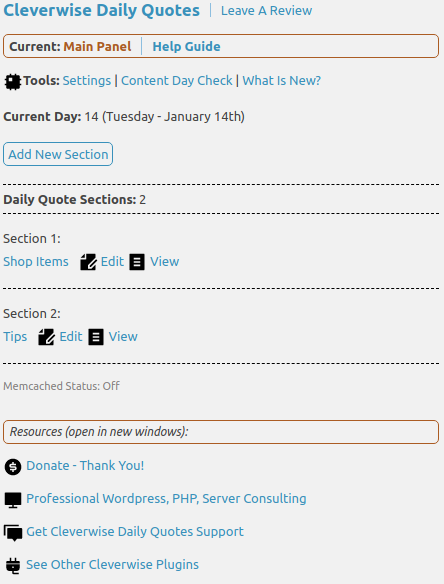 Cleverwise Daily Quotes | Leave A Review
Current: Main Panel | Help Guide
Tools: Settings | Content Day Check | What Is New?
Current Day: 14 (Tuesday - January 14th)
Add New Section
Daily Quote Sections: 2
Section 1:
Shop Items Edit View
Section 2:
Tips Edit View
Memcached Status: Off
Resources (open in new windows):
Donate - Thank You!
Professional Wordpress, PHP, Server Consulting
Get Cleverwise Daily Quotes Support
See Other Cleverwise Plugins